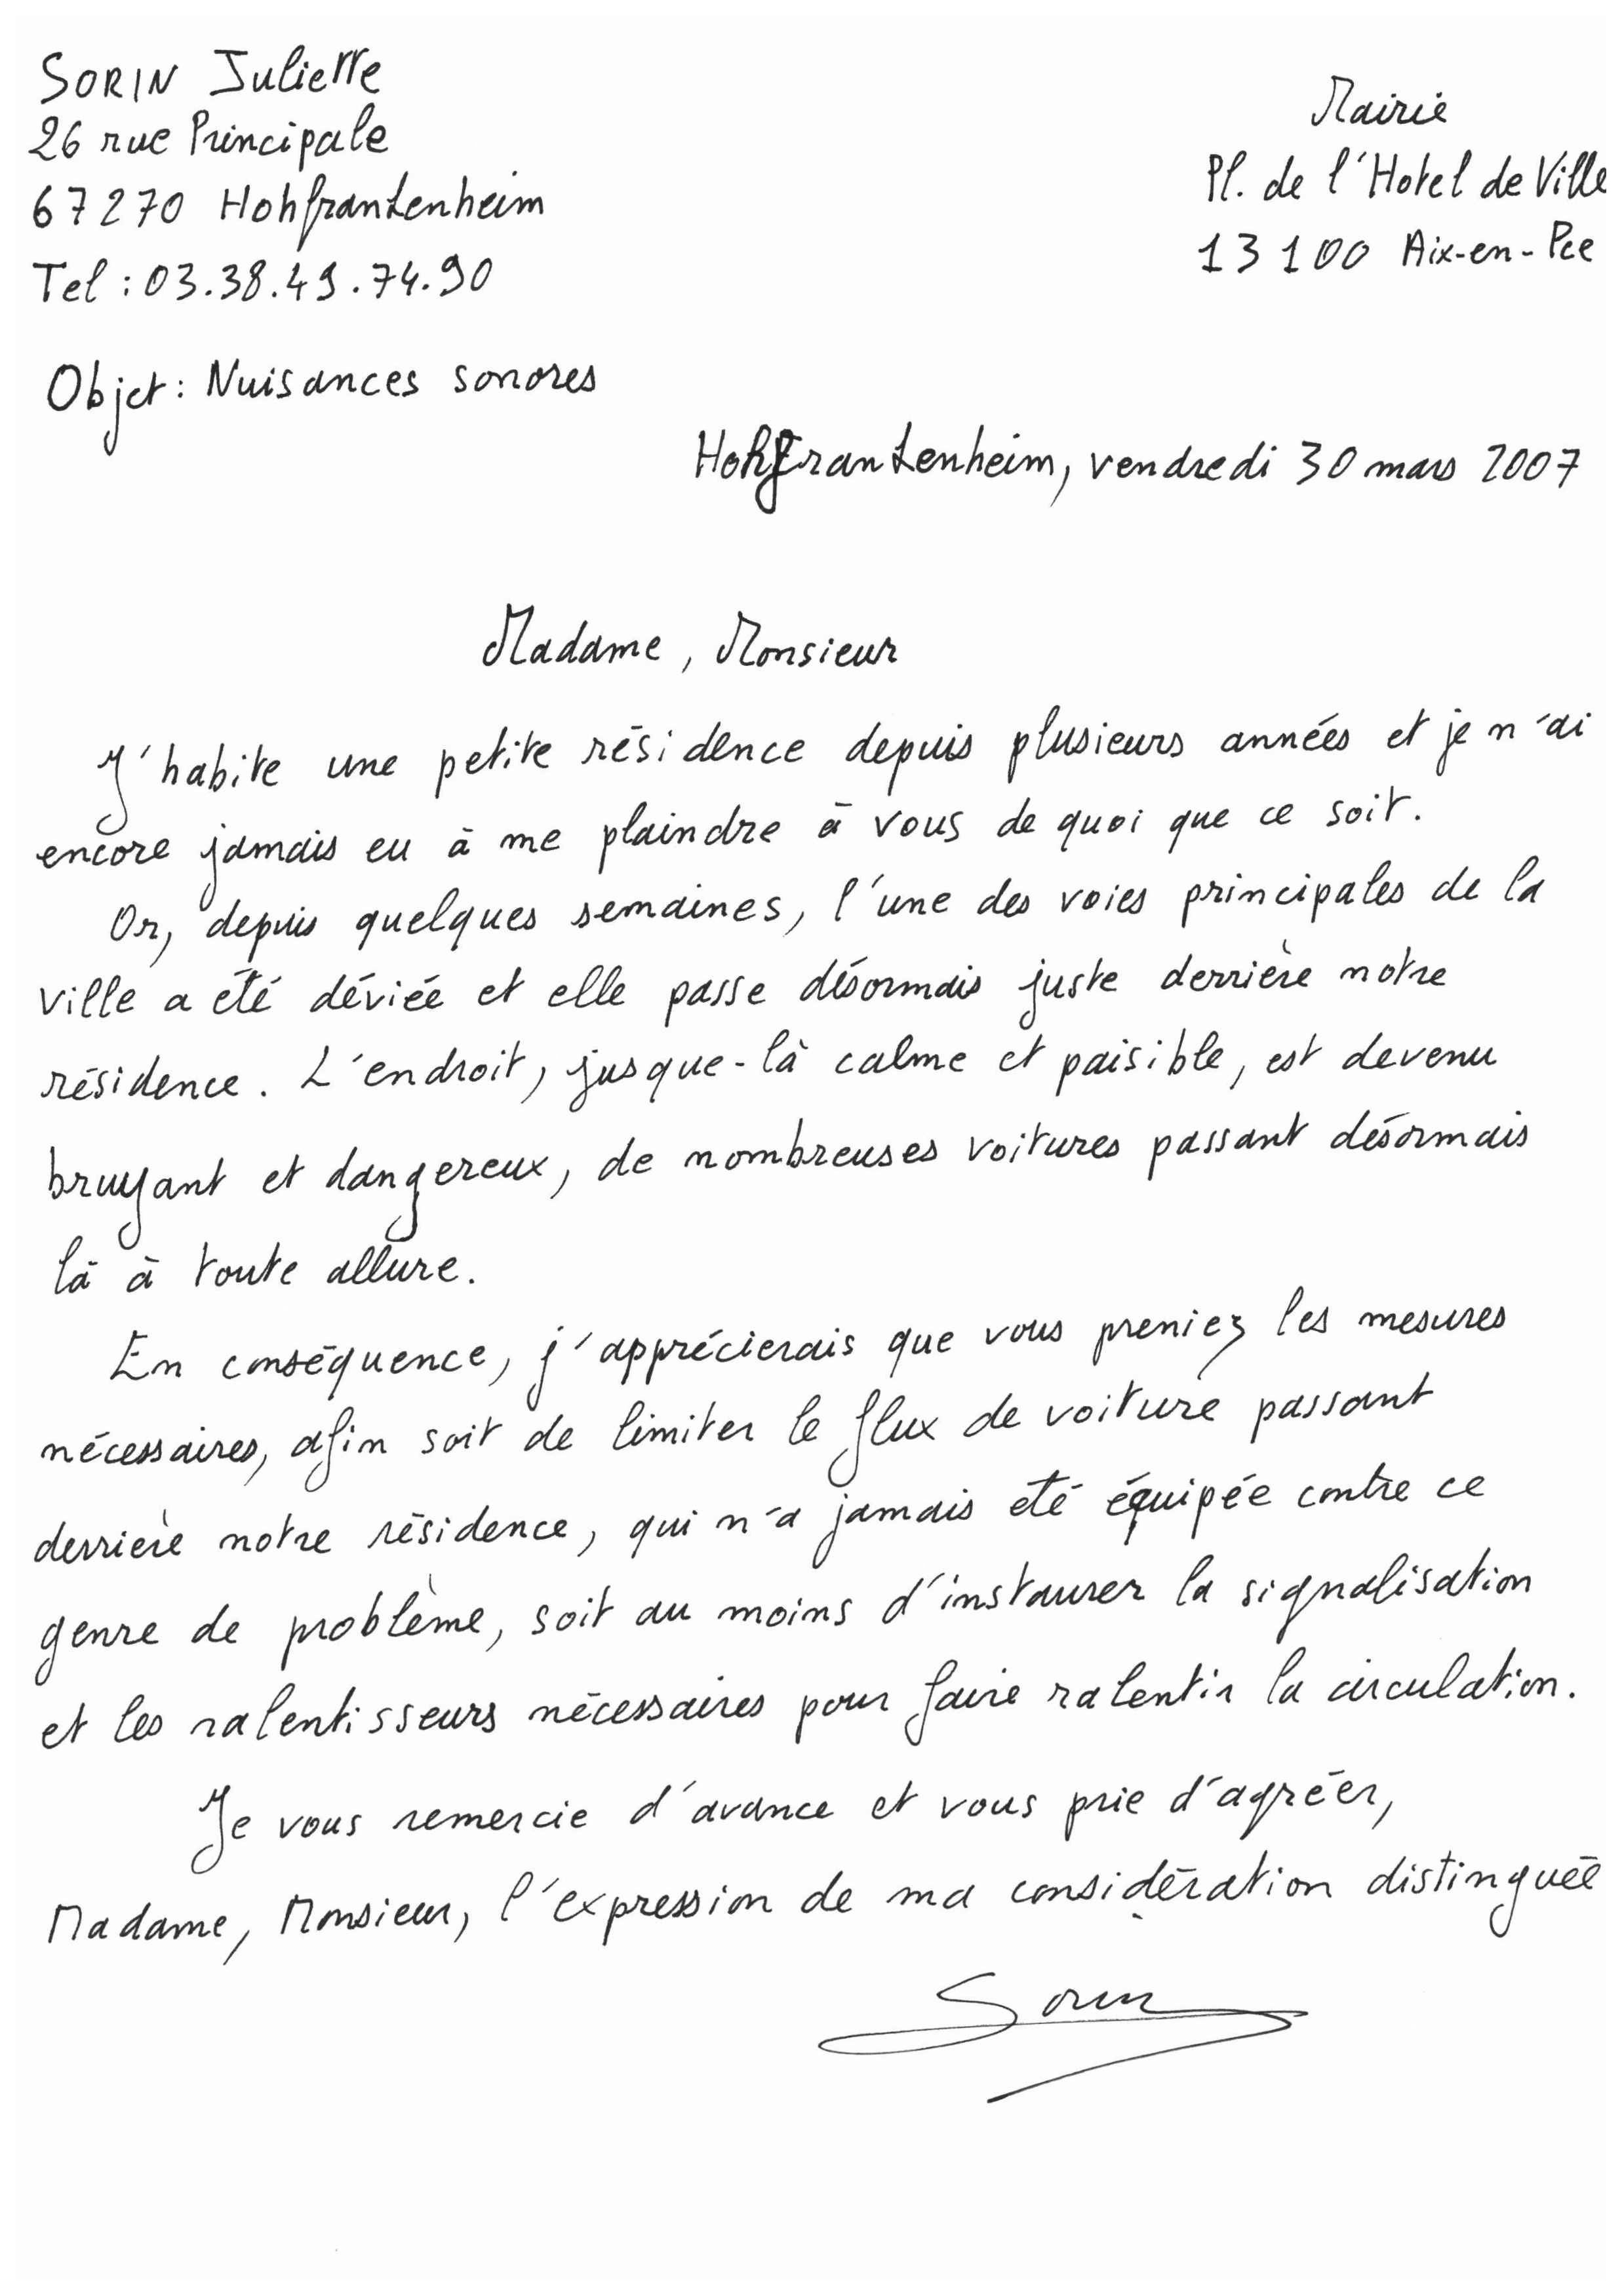 SORIN Juliette
26 rue Principale
67270 Hohfrankenheim
Tel : 03.38.49.74.90
Mairie
Pl. de l'Hotel de Ville
13100 Aix-en-Pce
Objet : Nuisances sonores
Hohfrankenheim, vendredi 30 mars 2007
Madame, Monsieur
J'habite une petite résidence depuis plusieurs années et je n'ai
encore jamais eu à me plaindre à vous de quoi que ce soit.
Or, depuis quelques semaines, l'une des voies principales de la
ville a été déviée et elle passe désormais juste derrière notre
résidence. L'endroit, jusque-là calme et paisible, est devenu
bruyant et dangereux, de nombreuses voitures passant désormais
là à toute allure.
En conséquence, j'apprécierais que vous preniez les mesures
nécessaires, afin soit de limiter le flux de voiture passant
derrière notre résidence, qui n'a jamais été équipée contre ce
genre de problème, soit au moins d'instaurer la signalisation
et les ralentisseurs nécessaires pour faire ralentir la circulation.
Je vous remercie d'avance et vous prie d'agréer,
Madame, Monsieur, l'expression de ma considération distinguée
Sorin